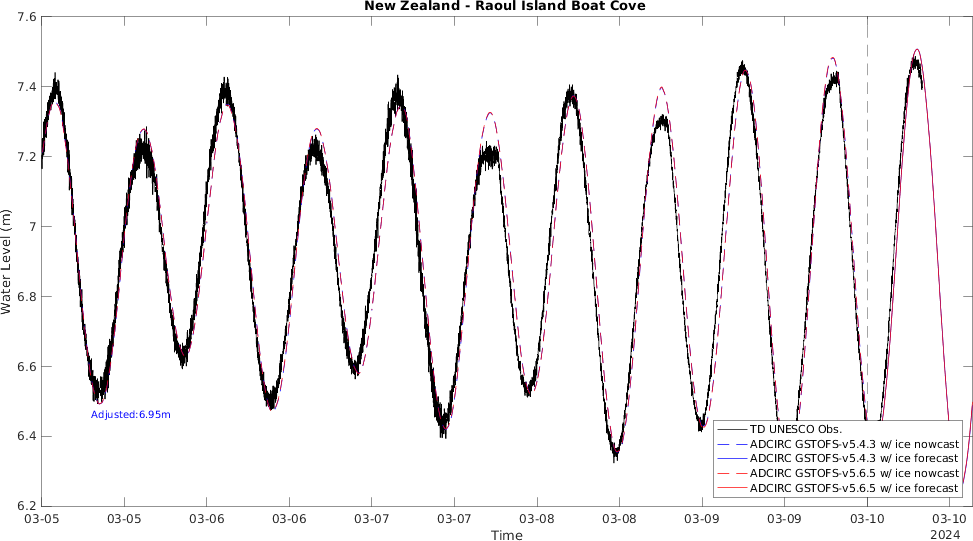 New Zealand - Raoul Island Boat Cove
7.6
7.4
7.2
7
6.8
6.6
6.4
6.2
Water Level (m)
Adjusted:6.95m
TD UNESCO Obs.
ADCIRC GSTOFS-v5.4.3 w/ ice nowcast
ADCIRC GSTOFS-v5.4.3 w/ ice forecast
ADCIRC GSTOFS-v5.6.5 w/ ice nowcast
ADCIRC GSTOFS-v5.6.5 w/ ice forecast
03-05 03-05 03-06 03-06 03-07 03-07 03-08 03-08 03-09 03-09 03-10 03-10
2024
Time